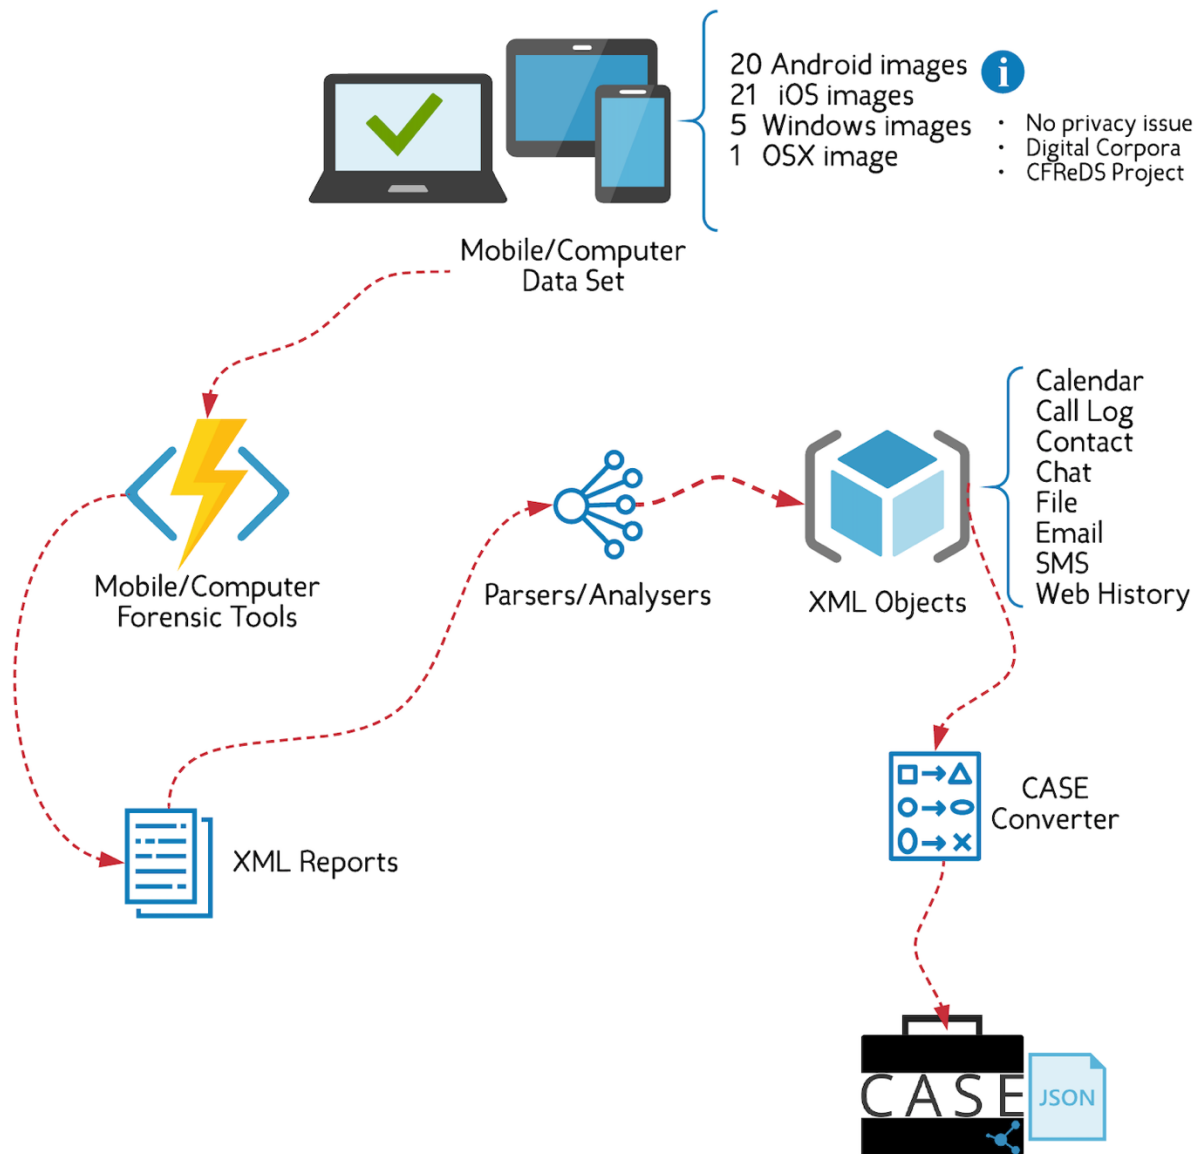 20 Android images
21 iOS images
5 Windows images
1 OSX image
i
• No privacy issue
• Digital Corpora
• CFReDS Project
Mobile/Computer
Data Set
Mobile/Computer
Forensic Tools
Parsers/Analysers
XML Objects
Calendar
Call Log
Contact
Chat
File
Email
SMS
Web History
XML Reports
CASE
Converter
CASE
JSON